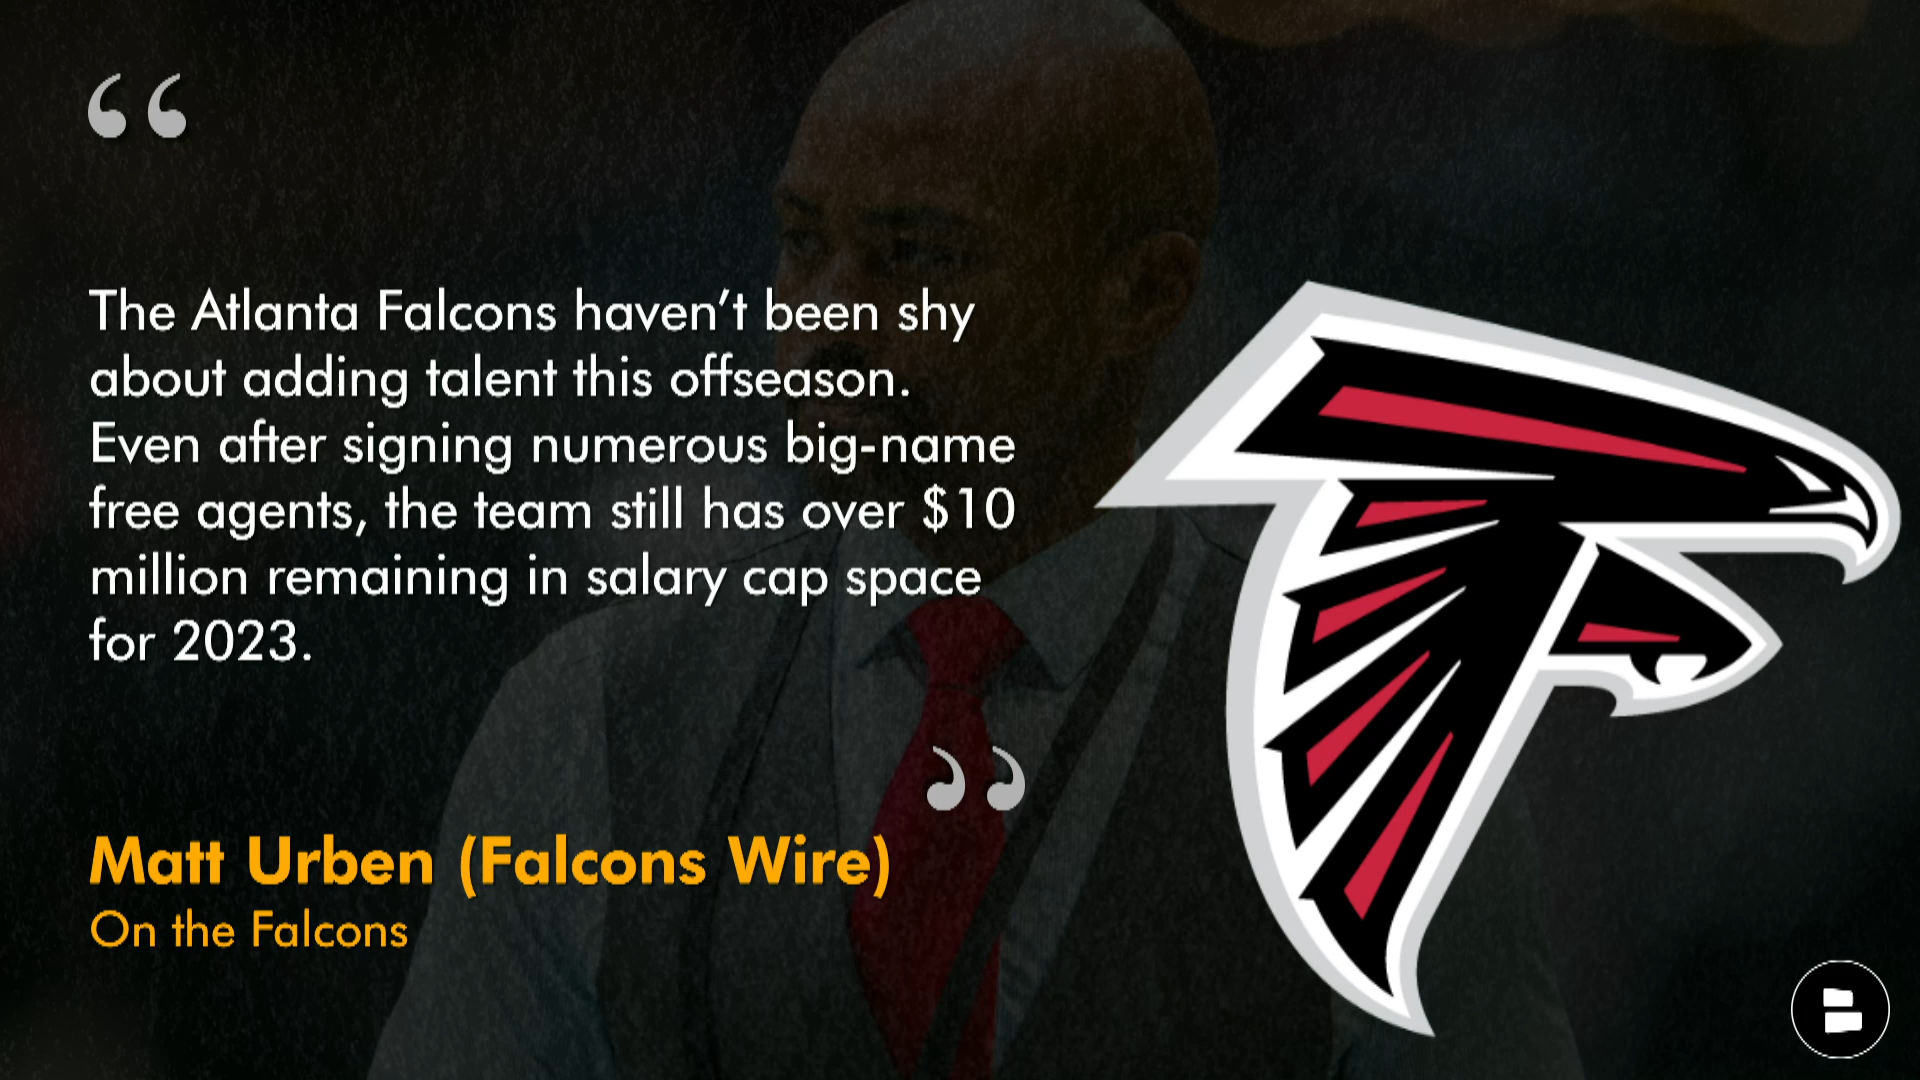 “
The Atlanta Falcons haven’t been shy
about adding talent this offseason.
Even after signing numerous big-name
free agents, the team still has over $10
million remaining in salary cap space
for 2023.
”
Matt Urben (Falcons Wire)
On the Falcons